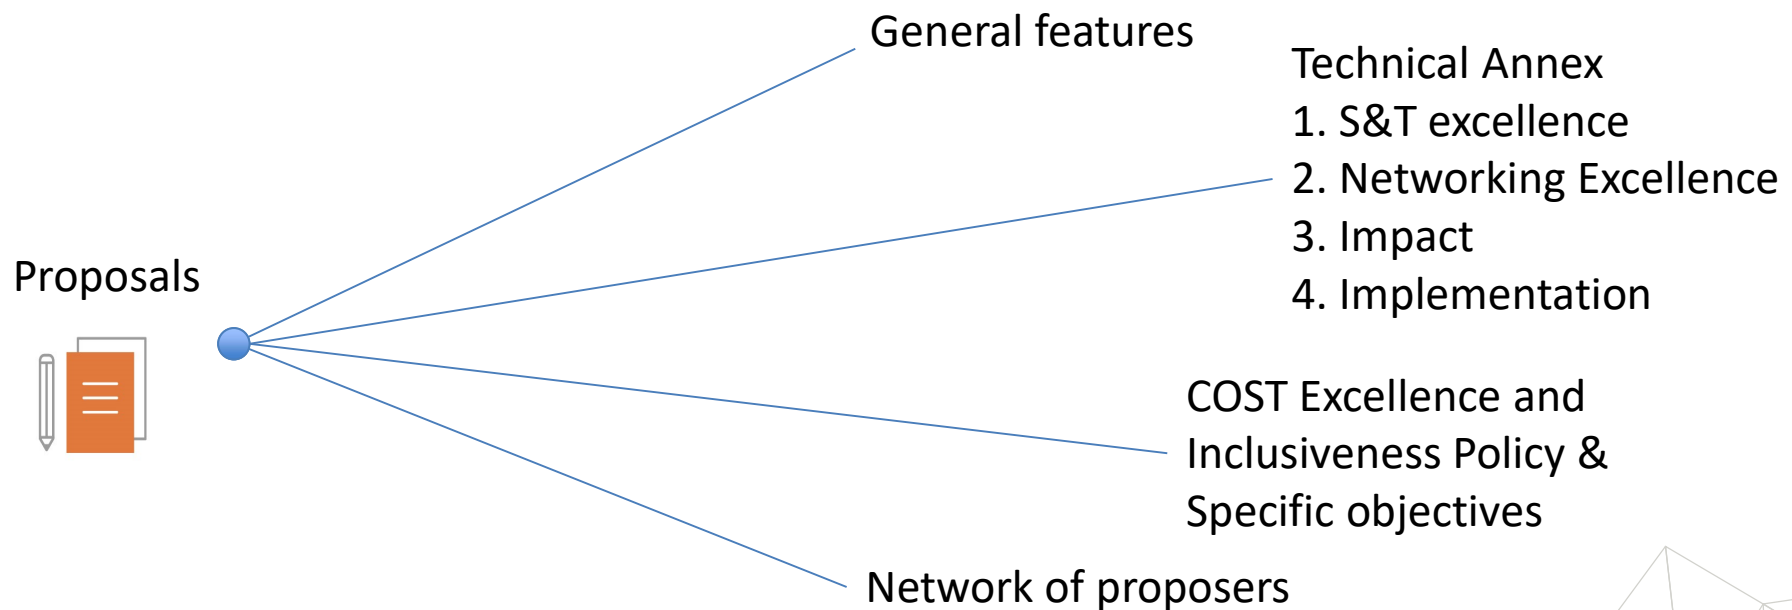 General features
Technical Annex
1. S&T excellence
2. Networking Excellence
3. Impact
4. Implementation
Proposals
COST Excellence and
Inclusiveness Policy &
Specific objectives
Network of proposers